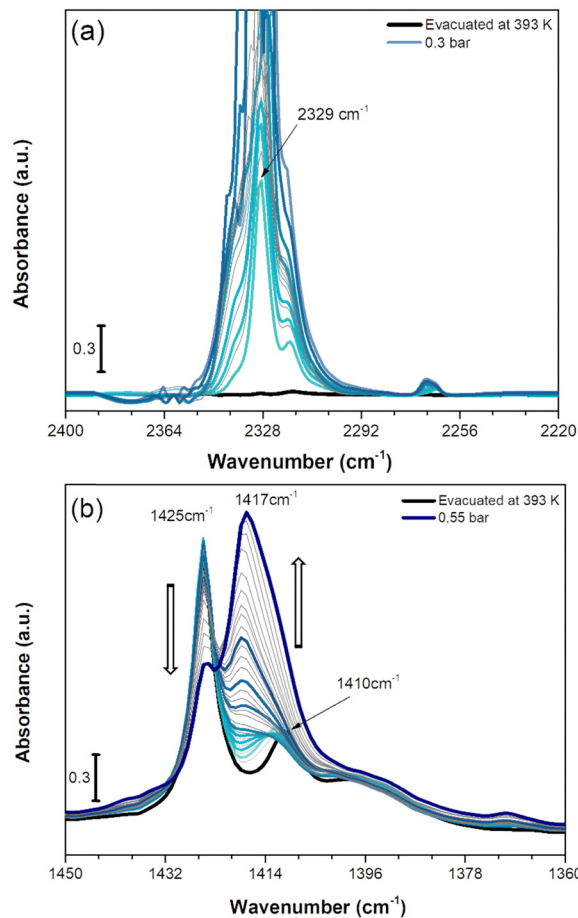 (a)
Evacuated at 393 K
0.3 bar
2329 cm⁻¹
Absorbance (a.u.)
0.3
2400 2364 2328 2292 2256 2220
Wavenumber (cm⁻¹)
(b)
Evacuated at 393 K
0.55 bar
1425cm⁻¹
1417cm⁻¹
1410cm⁻¹
Absorbance (a.u.)
0.3
1450 1432 1414 1396 1378 1360
Wavenumber (cm⁻¹)